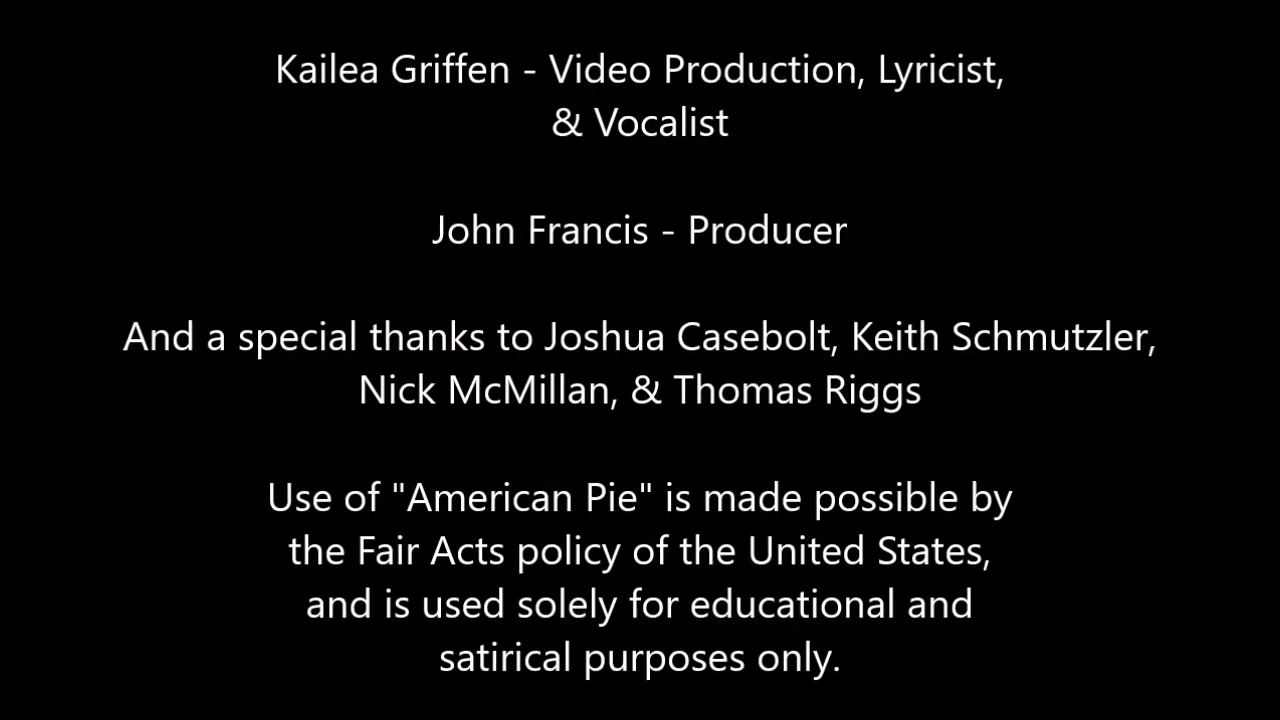 Kailea Griffen - Video Production, Lyricist,
& Vocalist
John Francis - Producer
And a special thanks to Joshua Casebolt, Keith Schmutzler,
Nick McMillan, & Thomas Riggs
Use of "American Pie" is made possible by
the Fair Acts policy of the United States,
and is used solely for educational and
satirical purposes only.